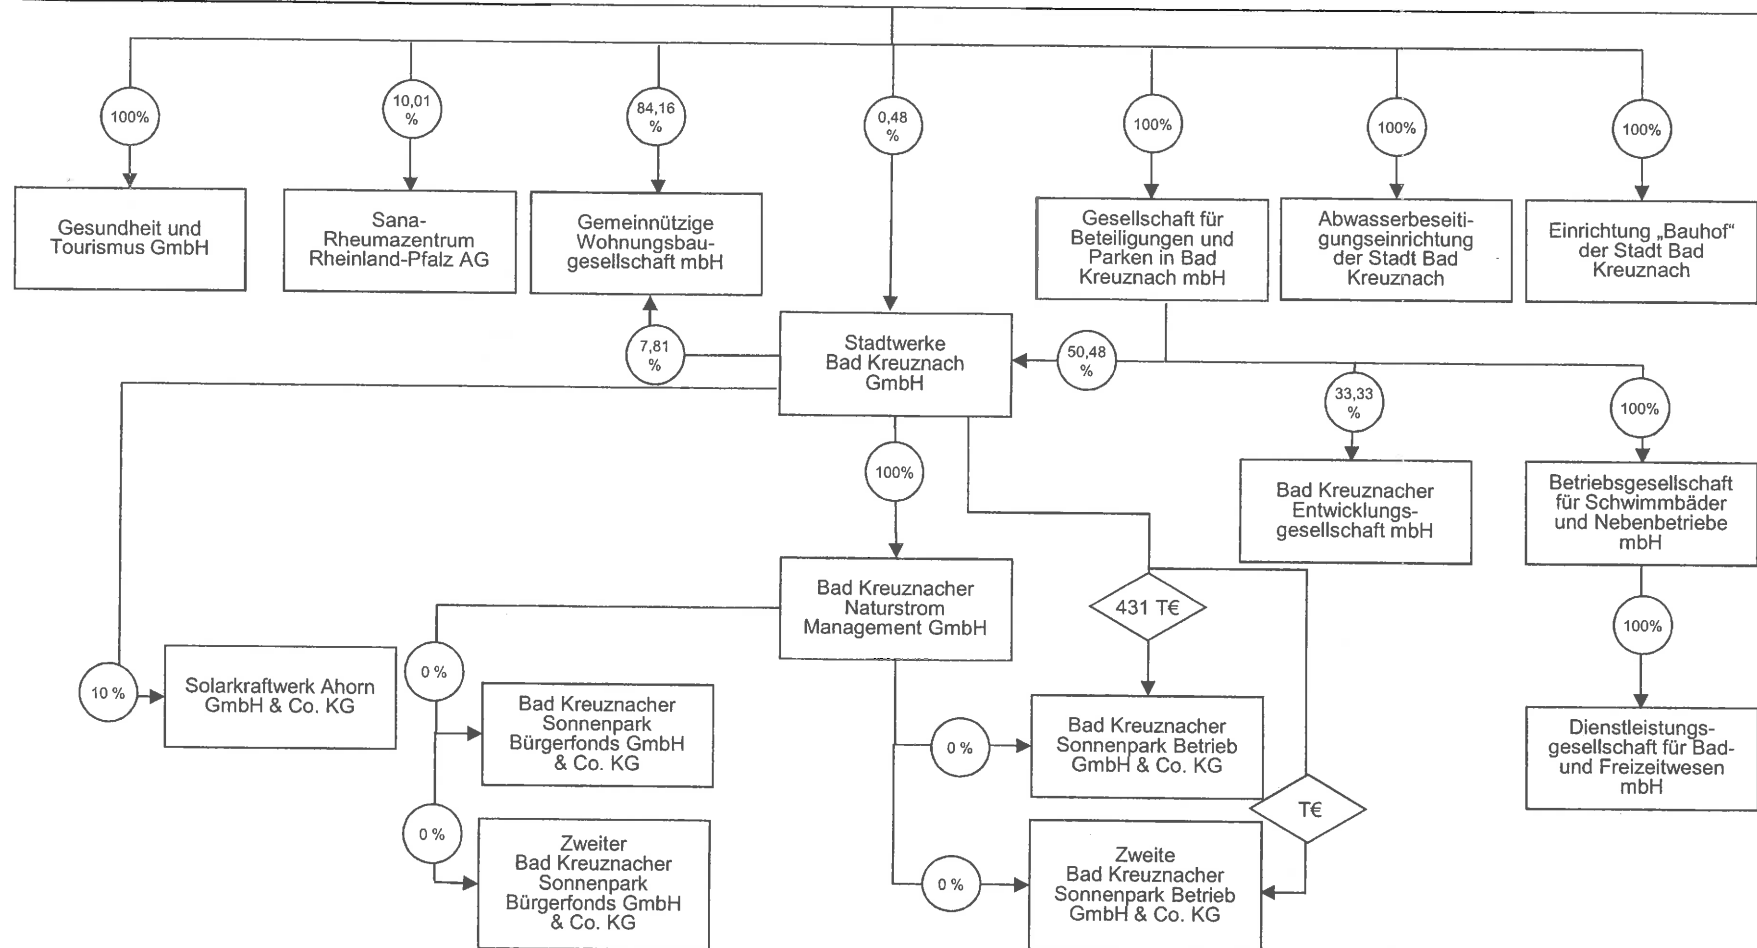 100%
10,01
%
84,16
%
0,48
%
100%
100%
100%
Gesundheit und
Tourismus GmbH
Sana-
Rheumazentrum
Rheinland-Pfalz AG
Gemeinnützige
Wohnungsbau-
gesellschaft mbH
Gesellschaft für
Beteiligungen und
Parken in Bad
Kreuznach mbH
Abwasserbeseiti-
gungseinrichtung
der Stadt Bad
Kreuznach
Einrichtung „Bauhof“
der Stadt Bad
Kreuznach
7,81
%
Stadtwerke
Bad Kreuznach
GmbH
50,48
%
33,33
%
100%
100%
Bad Kreuznacher
Entwicklungs-
gesellschaft mbH
Betriebsgesellschaft
für Schwimmbäder
und Nebenbetriebe
mbH
Bad Kreuznacher
Naturstrom
Management GmbH
431 T€
100%
10 %
Solarkraftwerk Ahorn
GmbH & Co. KG
0 %
Bad Kreuznacher
Sonnenpark
Bürgerfonds GmbH
& Co. KG
0 %
Bad Kreuznacher
Sonnenpark Betrieb
GmbH & Co. KG
Dienstleistungs-
gesellschaft für Bad-
und Freizeitwesen
mbH
T€
0 %
Zweiter
Bad Kreuznacher
Sonnenpark
Bürgerfonds GmbH
& Co. KG
0 %
Zweite
Bad Kreuznacher
Sonnenpark Betrieb
GmbH & Co. KG